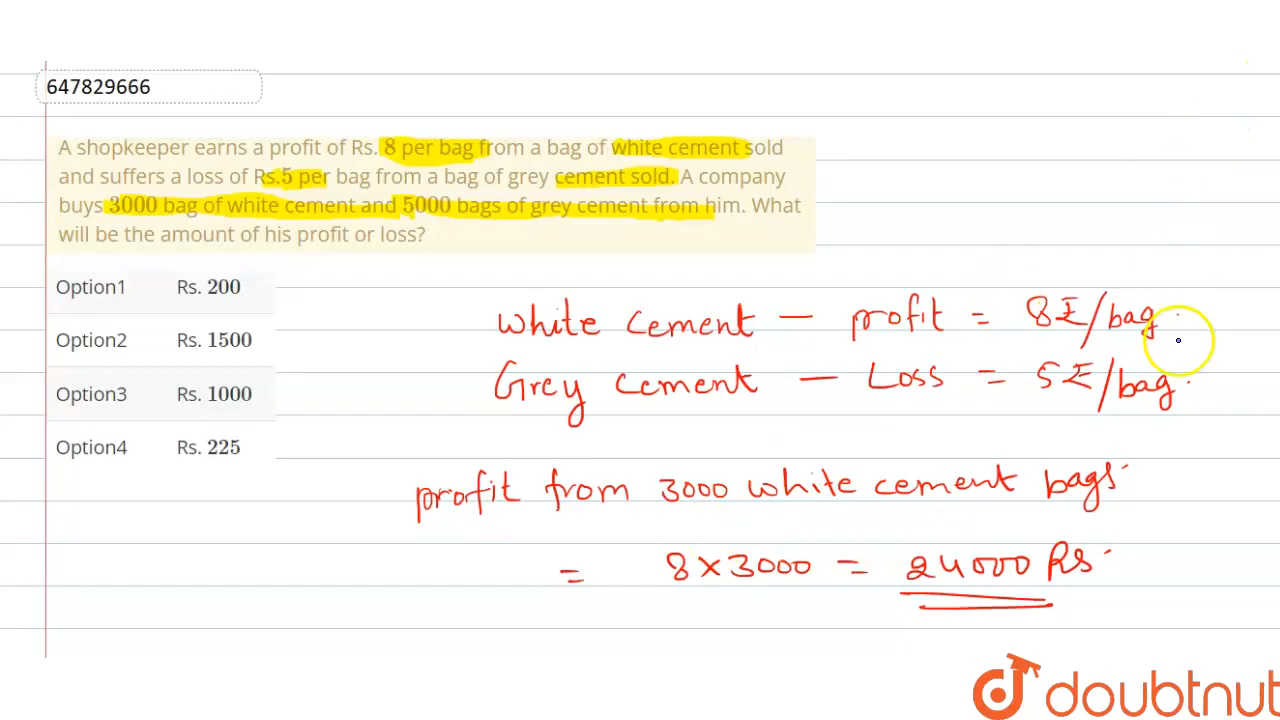 647829666
A shopkeeper earns a profit of Rs. 8 per bag from a bag of white cement sold
and suffers a loss of Rs.5 per bag from a bag of grey cement sold. A company
buys 3000 bag of white cement and 5000 bags of grey cement from him. What
will be the amount of his profit or loss?
Option1 Rs. 200
Option2 Rs. 1500
Option3 Rs. 1000
Option4 Rs. 225
White cement — profit = 8₹/bag.
Grey cement — Loss = 5₹/bag.
profit from 3000 white cement bags.
= 8×3000 = 24000 Rs.
doubtnut